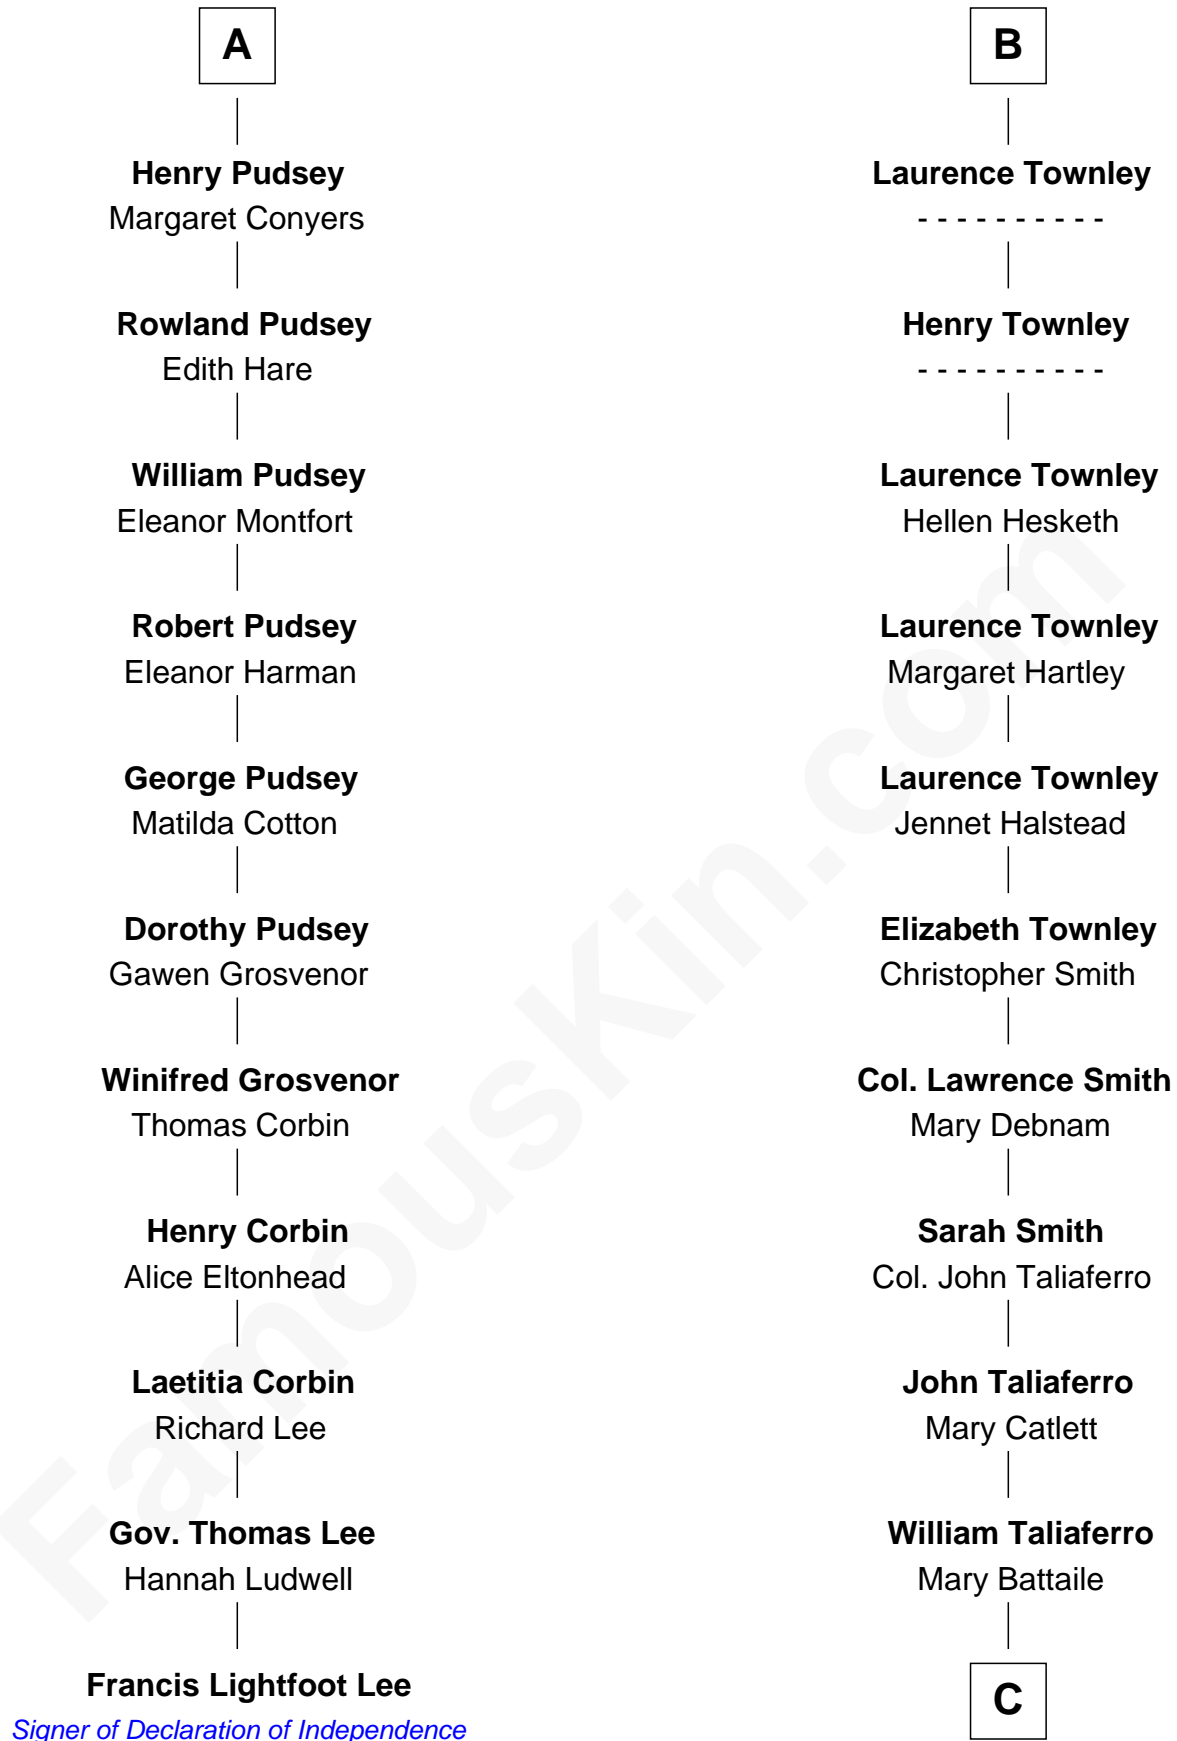 A
Henry Pudsey
Margaret Conyers
Rowland Pudsey
Edith Hare
William Pudsey
Eleanor Montfort
Robert Pudsey
Eleanor Harman
George Pudsey
Matilda Cotton
Dorothy Pudsey
Gawen Grosvenor
Winifred Grosvenor
Thomas Corbin
Henry Corbin
Alice Eltonhead
Laetitia Corbin
Richard Lee
Gov. Thomas Lee
Hannah Ludwell
Francis Lightfoot Lee
Signer of Declaration of Independence
B
Laurence Townley
- - - - - - - - - -
Henry Townley
- - - - - - - - - -
Laurence Townley
Hellen Hesketh
Laurence Townley
Margaret Hartley
Laurence Townley
Jennet Halstead
Elizabeth Townley
Christopher Smith
Col. Lawrence Smith
Mary Debnam
Sarah Smith
Col. John Taliaferro
John Taliaferro
Mary Catlett
William Taliaferro
Mary Battaile
C
FamousKin.com